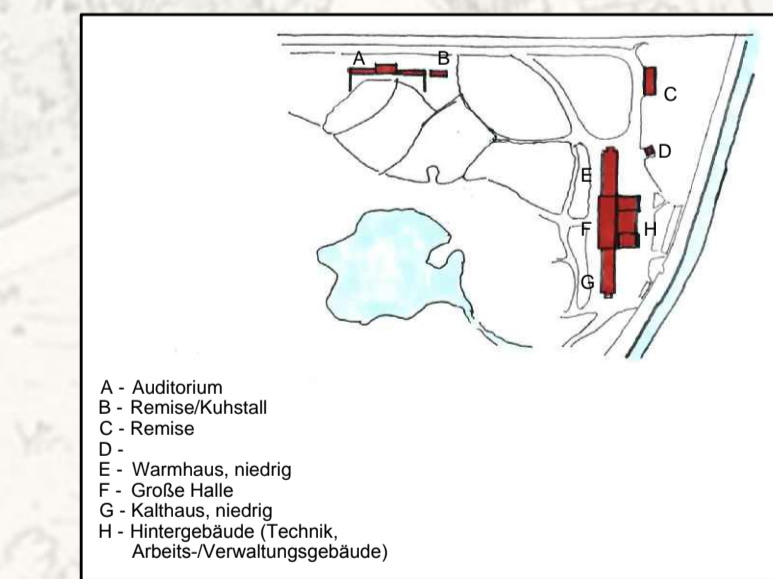 A
B
C
D
E
F
H
G
A - Auditorium
B - Remise/Kuhstall
C - Remise
D -
E - Warmhaus, niedrig
F - Große Halle
G - Kalthaus, niedrig
H - Hintergebäude (Technik,
Arbeits-/Verwaltungsgebäude)